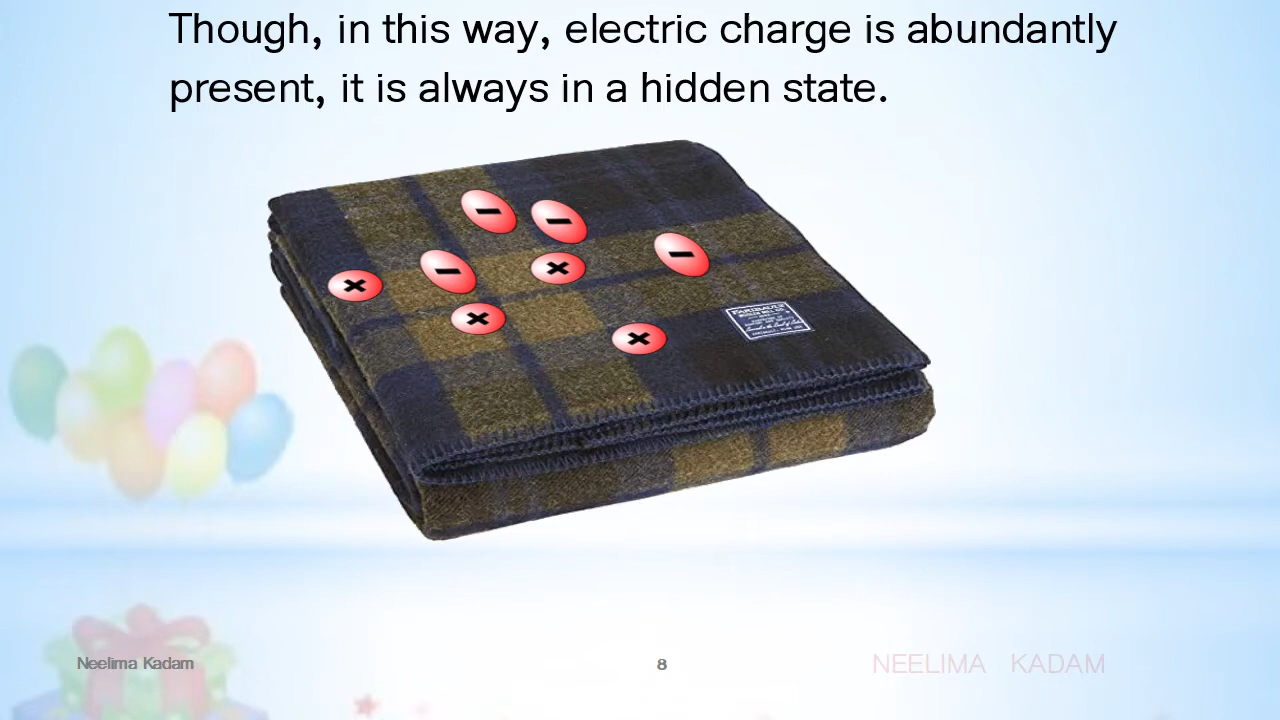 Though, in this way, electric charge is abundantly
present, it is always in a hidden state.
FARIBAULT
Neelima Kadam
8
NEELIMA KADAM